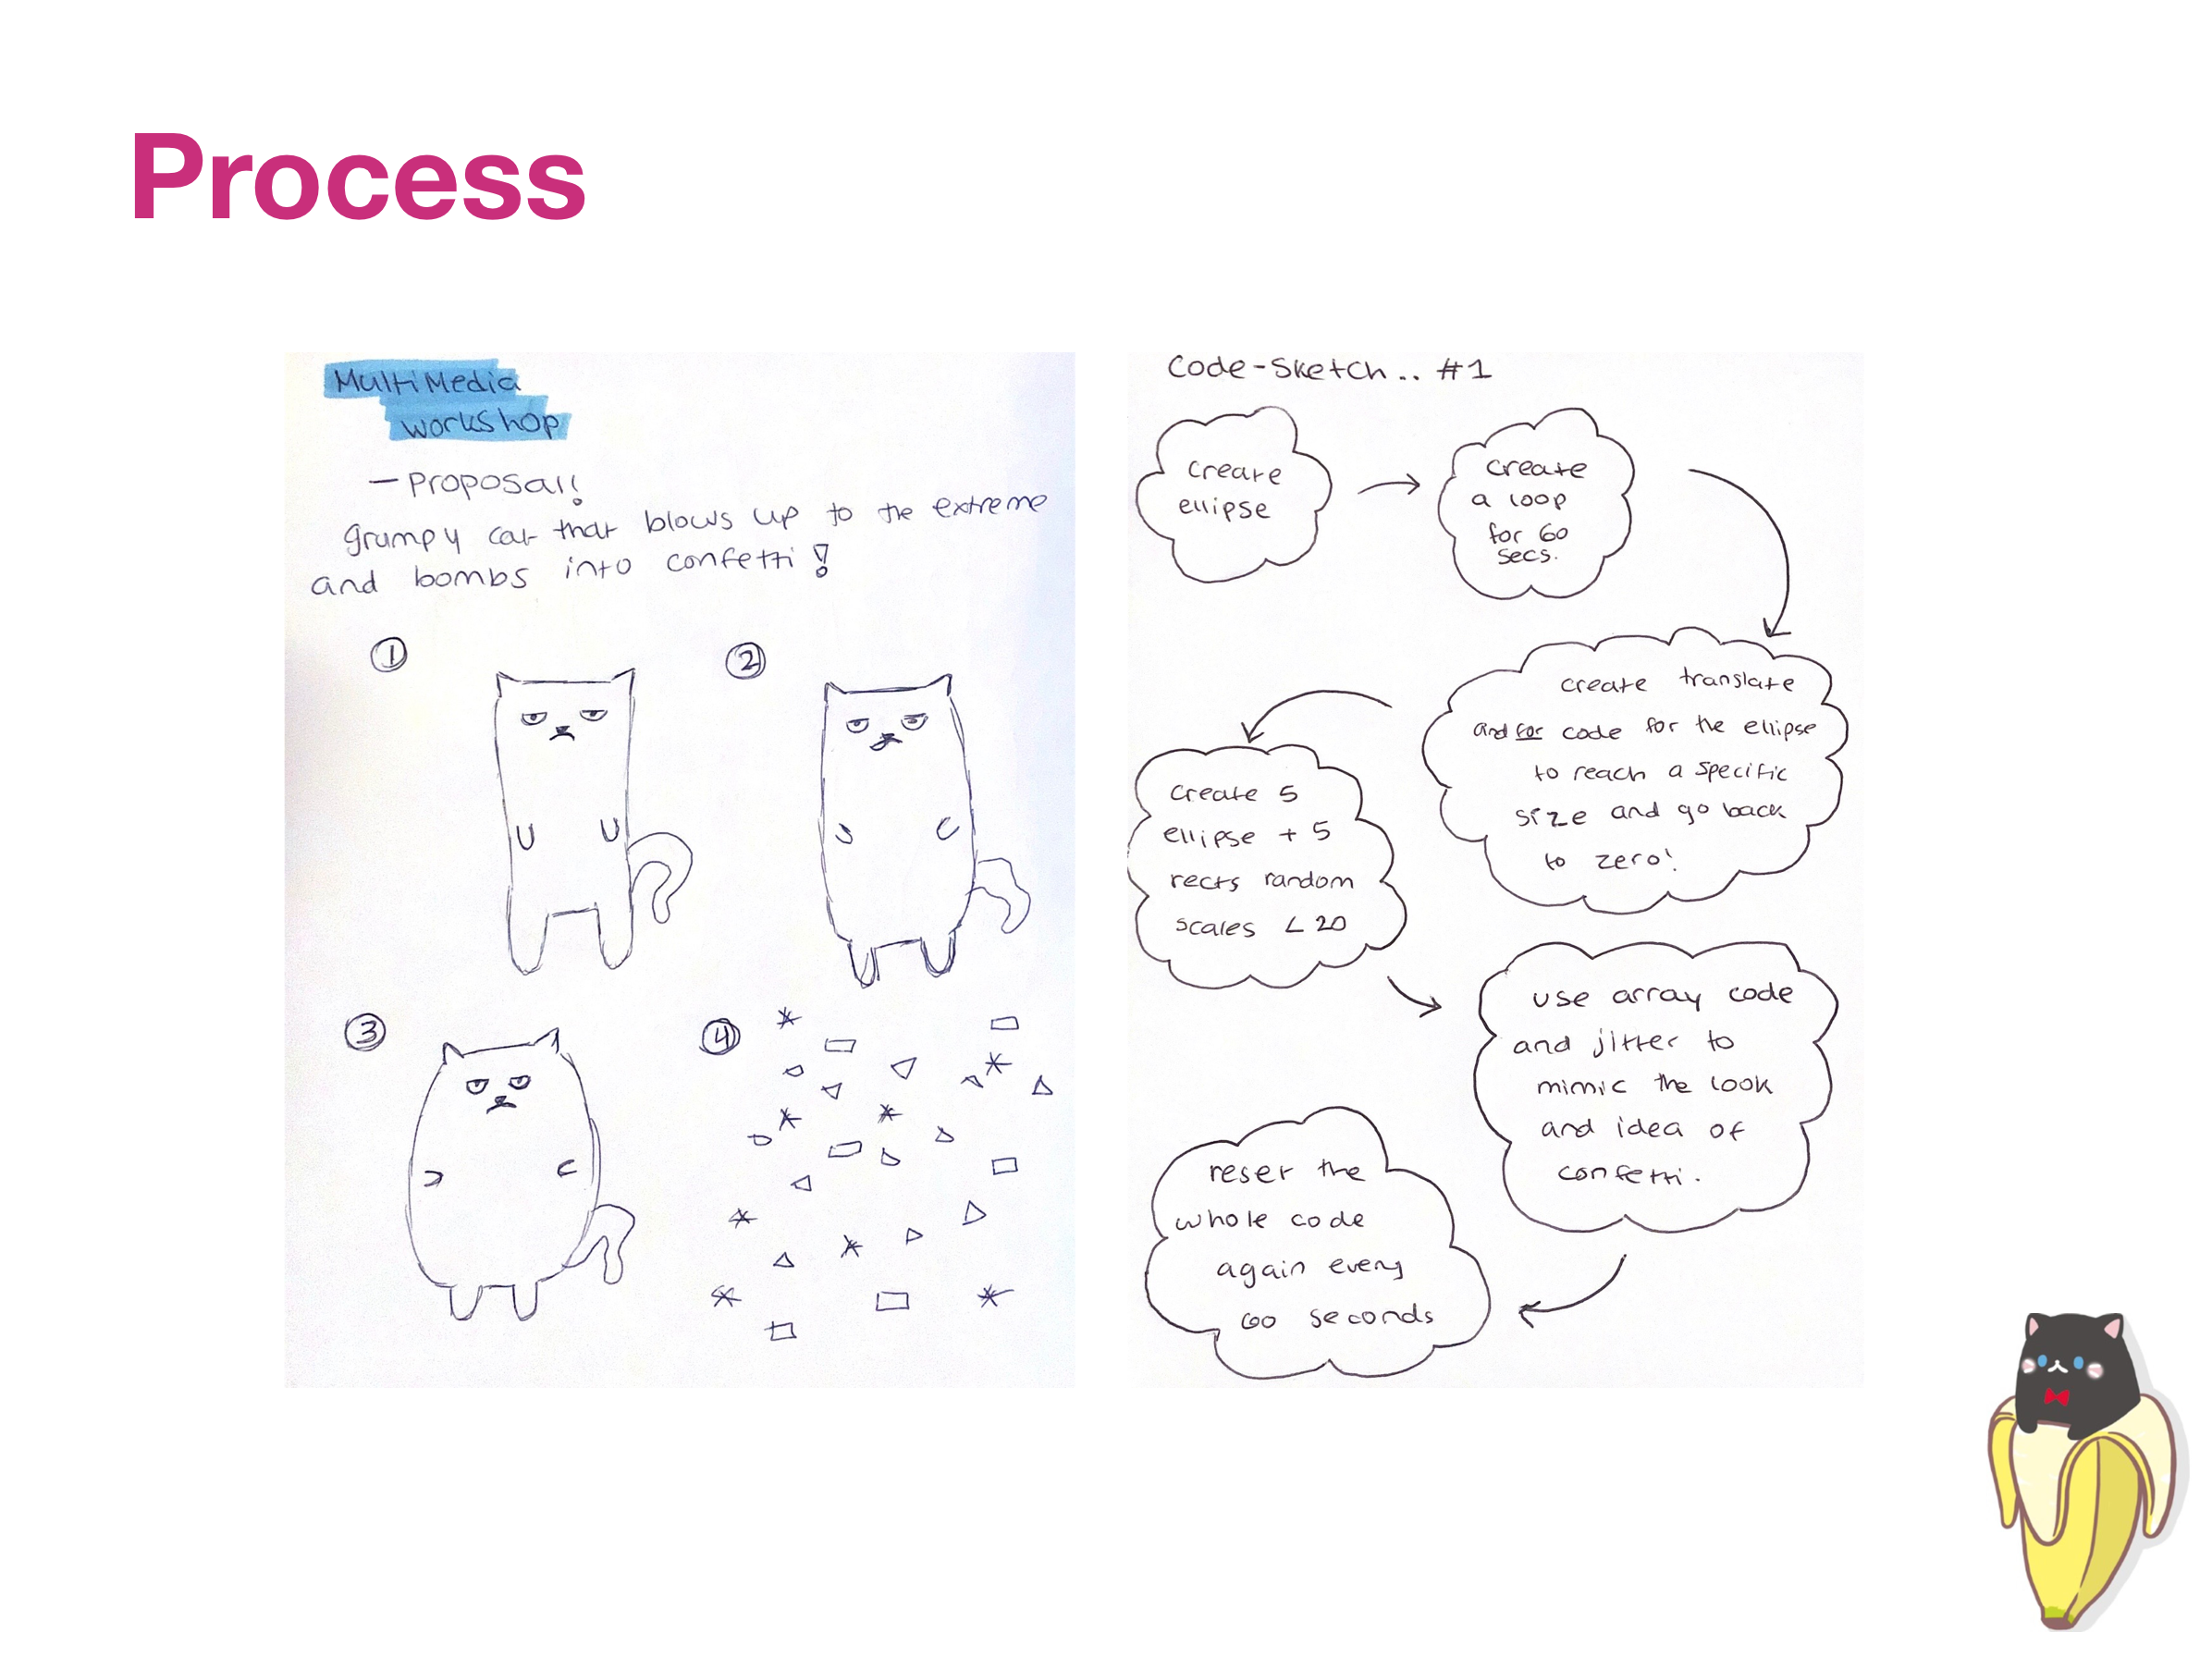 Process
MultiMedia
workshop
- Proposal!
grumpy cat that blows up to the extreme
and bombs into confetti!
1
2
3
4
Code-Sketch.. #1
create
ellipse
create
a loop
for 60
secs.
create translate
and for code for the ellipse
to reach a specific
size and go back
to zero!
create 5
ellipse + 5
rects random
scales < 20
use array code
and jitter to
mimic the look
and idea of
confetti.
reset the
whole code
again every
60 seconds